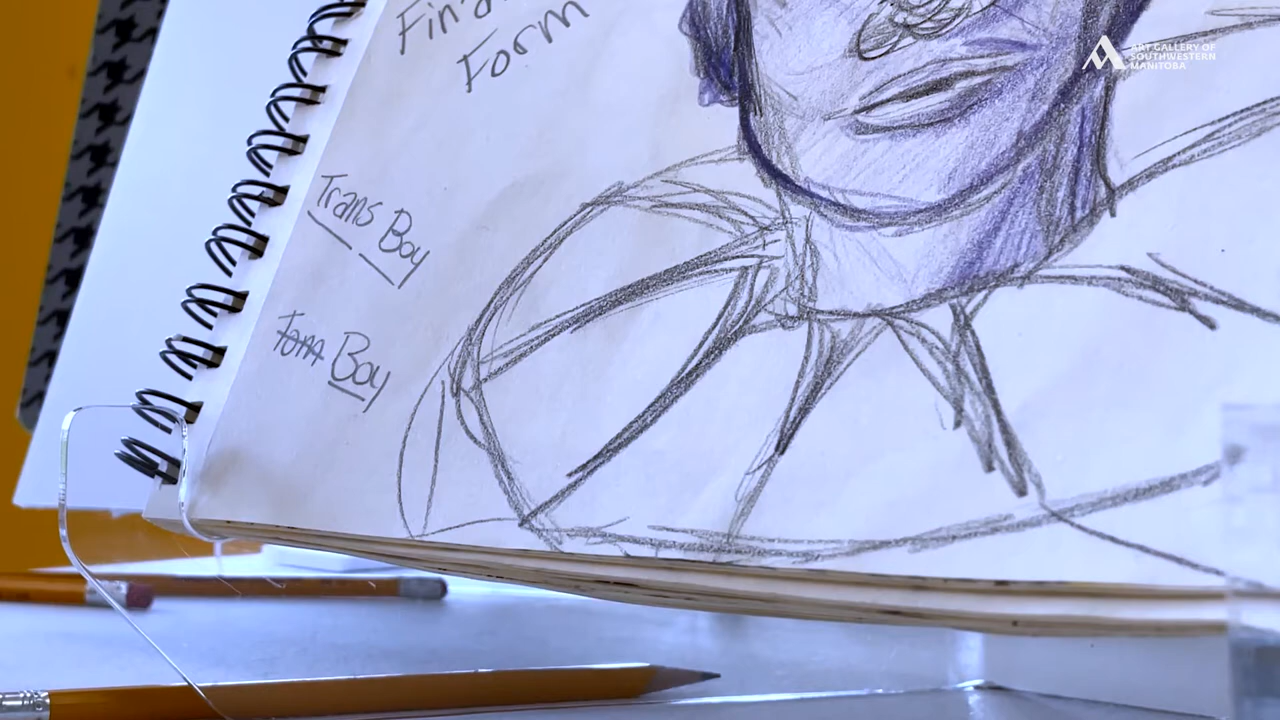 Form
Trans Boy
Tom Boy
ART GALLERY OF
SOUTHWESTERN
MANITOBA